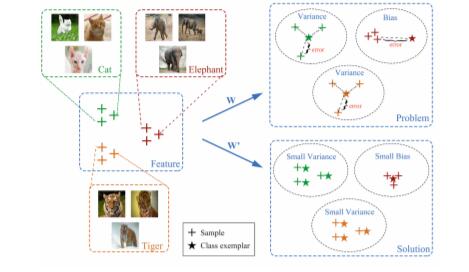 Cat
Elephant
Feature
Tiger
W
W'
Sample
Class exemplar
Variance
error
Bias
error
Variance
error
Problem
Small Variance
Small Bias
Small Variance
Solution